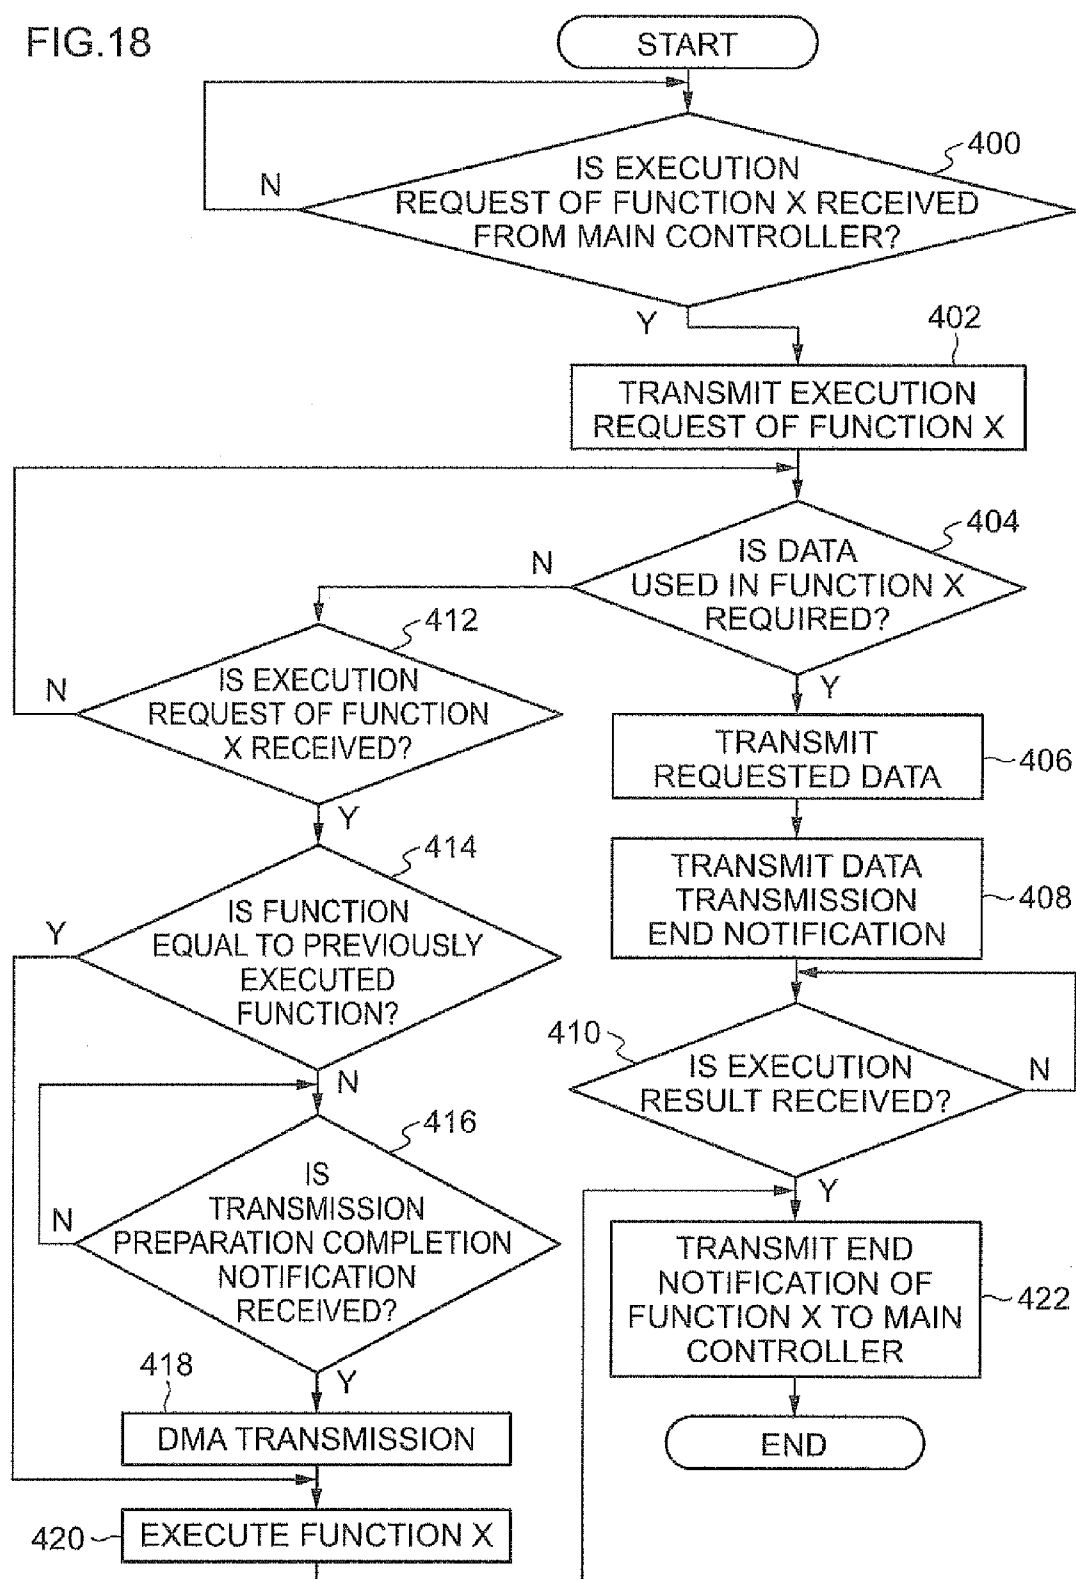 FIG.18
START
400
IS EXECUTION
REQUEST OF FUNCTION X RECEIVED
FROM MAIN CONTROLLER?
N
Y
402
TRANSMIT EXECUTION
REQUEST OF FUNCTION X
404
IS DATA
USED IN FUNCTION X
REQUIRED?
N
Y
412
IS EXECUTION
REQUEST OF FUNCTION
X RECEIVED?
N
Y
TRANSMIT
REQUESTED DATA
406
414
IS FUNCTION
EQUAL TO PREVIOUSLY
EXECUTED
FUNCTION?
Y
N
TRANSMIT DATA
TRANSMISSION
END NOTIFICATION
408
410
IS EXECUTION
RESULT RECEIVED?
N
Y
416
IS
TRANSMISSION
PREPARATION COMPLETION
NOTIFICATION
RECEIVED?
N
Y
TRANSMIT END
NOTIFICATION OF
FUNCTION X TO MAIN
CONTROLLER
422
418
DMA TRANSMISSION
END
420
EXECUTE FUNCTION X